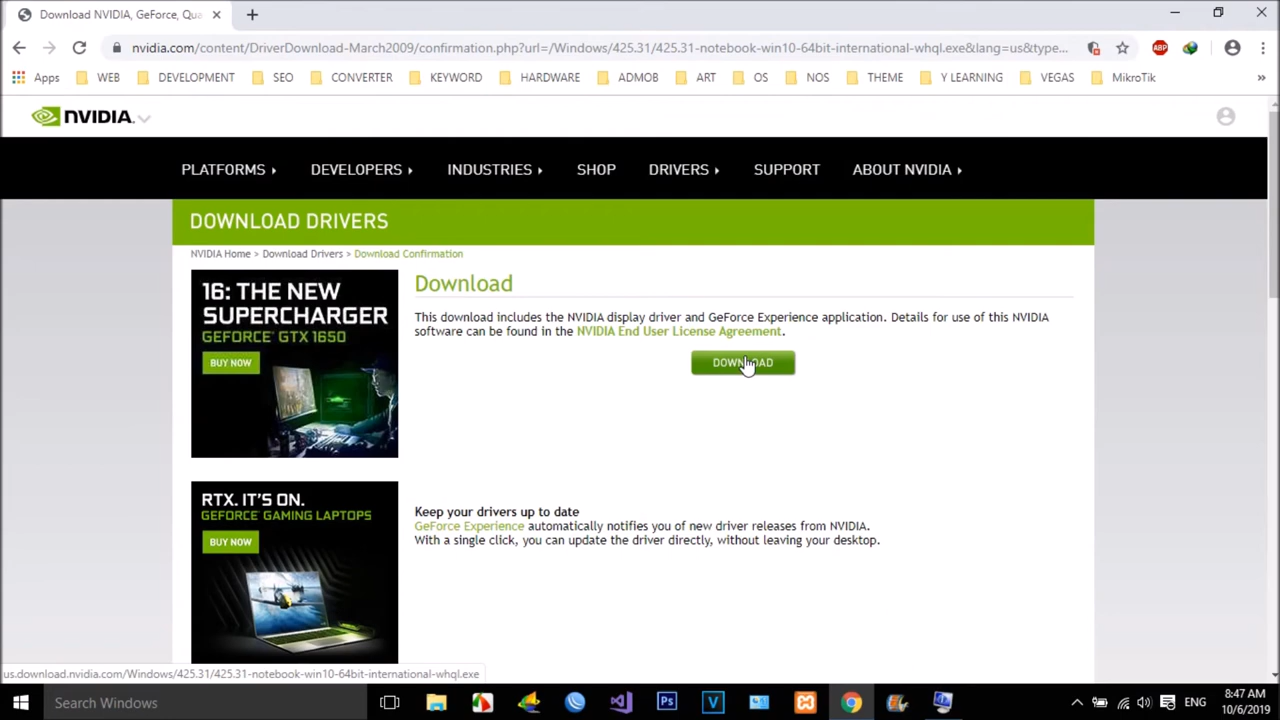 Download NVIDIA, GeForce, Qua
nvidia.com/content/DriverDownload-March2009/confirmation.php?url=/Windows/425.31/425.31-notebook-win10-64bit-international-whql.exe&lang=us&type...
ABP
Apps WEB DEVELOPMENT SEO CONVERTER KEYWORD HARDWARE ADMOB ART OS NOS THEME Y LEARNING VEGAS MikroTik »
NVIDIA.
PLATFORMS DEVELOPERS INDUSTRIES SHOP DRIVERS SUPPORT ABOUT NVIDIA
DOWNLOAD DRIVERS
NVIDIA Home > Download Drivers > Download Confirmation
16: THE NEW
SUPERCHARGER
GEFORCE® GTX 1650
BUY NOW
Download
This download includes the NVIDIA display driver and GeForce Experience application. Details for use of this NVIDIA
software can be found in the NVIDIA End User License Agreement.
DOWNLOAD
RTX. IT'S ON.
GEFORCE® GAMING LAPTOPS
BUY NOW
Keep your drivers up to date
GeForce Experience automatically notifies you of new driver releases from NVIDIA.
With a single click, you can update the driver directly, without leaving your desktop.
us.download.nvidia.com/Windows/425.31/425.31-notebook-win10-64bit-international-whql.exe
Search Windows
Ps
V
ENG
8:47 AM
10/6/2019